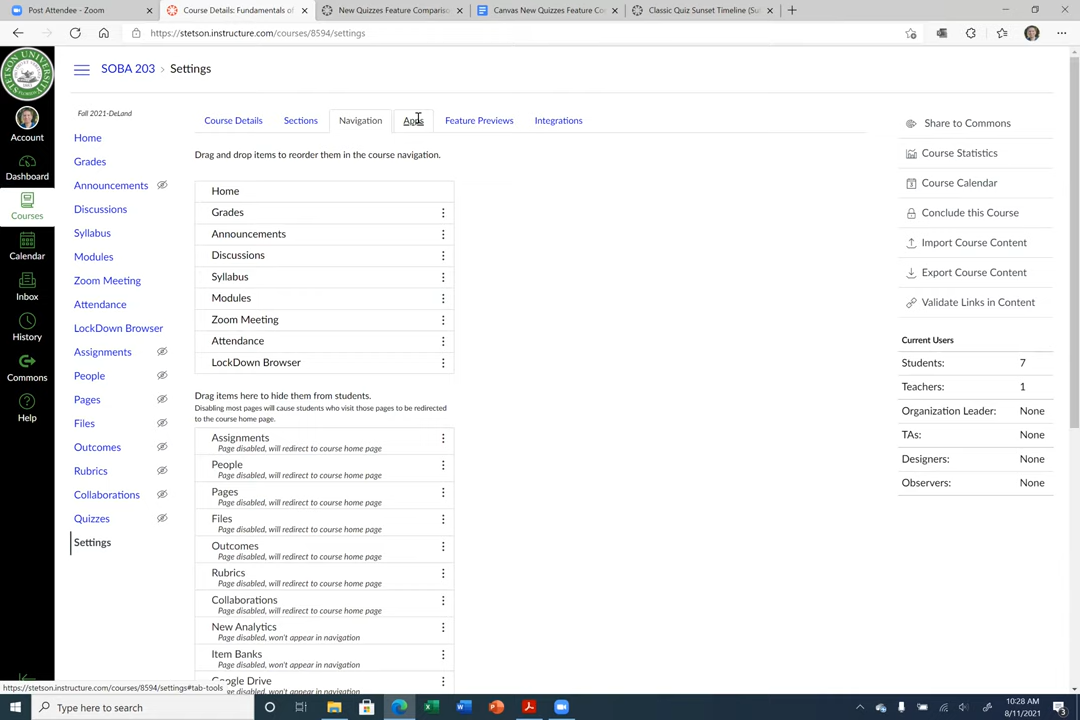 Post Attendee - Zoom
Course Details: Fundamentals of
New Quizzes Feature Compariso
Canvas New Quizzes Feature Co
Classic Quiz Sunset Timeline (Su
https://stetson.instructure.com/courses/8594/settings
SOBA 203 > Settings
Fall 2021-DeLand
Account
Dashboard
Courses
Calendar
Inbox
History
Commons
Help
Home
Grades
Announcements
Discussions
Syllabus
Modules
Zoom Meeting
Attendance
LockDown Browser
Assignments
People
Pages
Files
Outcomes
Rubrics
Collaborations
Quizzes
Settings
Course Details
Sections
Navigation
Apps
Feature Previews
Integrations
Drag and drop items to reorder them in the course navigation.
Home
Grades
Announcements
Discussions
Syllabus
Modules
Zoom Meeting
Attendance
LockDown Browser
Drag items here to hide them from students.
Disabling most pages will cause students who visit those pages to be redirected
to the course home page.
Assignments
Page disabled, will redirect to course home page
People
Page disabled, will redirect to course home page
Pages
Page disabled, will redirect to course home page
Files
Page disabled, will redirect to course home page
Outcomes
Page disabled, will redirect to course home page
Rubrics
Page disabled, will redirect to course home page
Collaborations
Page disabled, will redirect to course home page
New Analytics
Page disabled, won't appear in navigation
Item Banks
Page disabled, won't appear in navigation
Google Drive
Page disabled, won't appear in navigation
Share to Commons
Course Statistics
Course Calendar
Conclude this Course
Import Course Content
Export Course Content
Validate Links in Content
Current Users
Students: 7
Teachers: 1
Organization Leader: None
TAs: None
Designers: None
Observers: None
https://stetson.instructure.com/courses/8594/settings#tab-tools
Type here to search
10:28 AM
8/11/2021
3